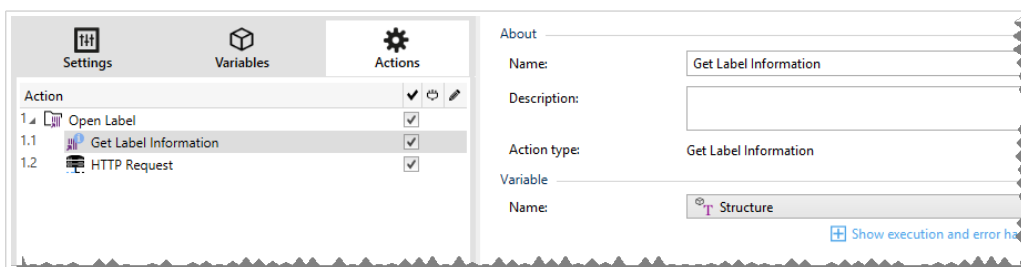 Settings Variables Actions
Action
1 Open Label
1.1 Get Label Information
1.2 HTTP Request
About
Name: Get Label Information
Description:
Action type: Get Label Information
Variable
Name: Structure
Show execution and error